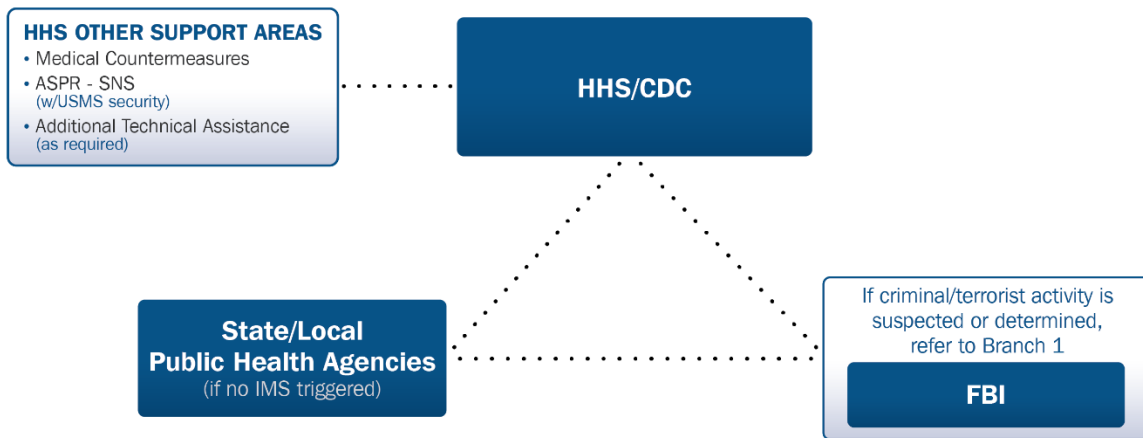 HHS OTHER SUPPORT AREAS
• Medical Countermeasures
• ASPR - SNS
(w/USMS security)
• Additional Technical Assistance
(as required)
HHS/CDC
State/Local
Public Health Agencies
(if no IMS triggered)
If criminal/terrorist activity is
suspected or determined,
refer to Branch 1
FBI